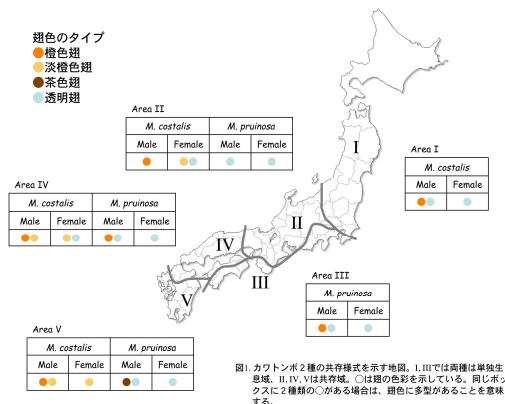 翅色のタイプ
橙色翅
淡橙色翅
茶色翅
透明翅
Area II
M. costalis M. pruinosa
Male Female Male Female
I
Area I
M. costalis
Male Female
Area IV
M. costalis M. pruinosa
Male Female Male Female
II
IV
III
V
Area III
M. pruinosa
Male Female
Area V
M. costalis M. pruinosa
Male Female Male Female
図1. カワトンボ2種の共存様式を示す地図。I, IIIでは両種は単独生
息域、II, IV, Vは共存域。○は翅の色彩を示している。同じボッ
クスに2種類の○がある場合は、翅色に多型があることを意味
する。